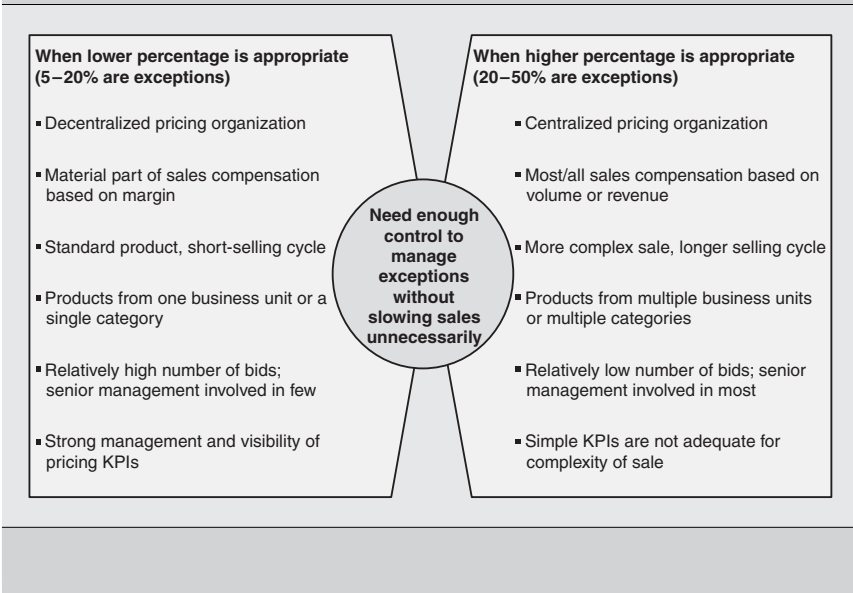 When lower percentage is appropriate
(5–20% are exceptions)
▪ Decentralized pricing organization
▪ Material part of sales compensation
based on margin
▪ Standard product, short-selling cycle
▪ Products from one business unit or a
single category
▪ Relatively high number of bids;
senior management involved in few
▪ Strong management and visibility of
pricing KPIs
Need enough
control to
manage
exceptions
without
slowing sales
unnecessarily
When higher percentage is appropriate
(20–50% are exceptions)
▪ Centralized pricing organization
▪ Most/all sales compensation based on
volume or revenue
▪ More complex sale, longer selling cycle
▪ Products from multiple business units
or multiple categories
▪ Relatively low number of bids; senior
management involved in most
▪ Simple KPIs are not adequate for
complexity of sale